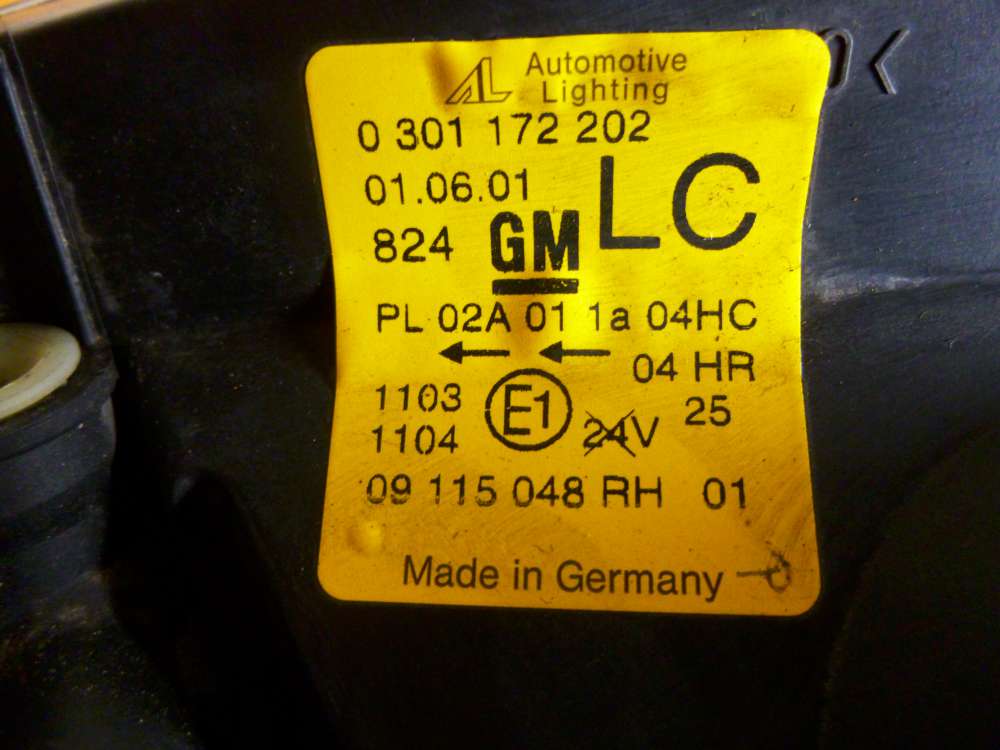 AL Automotive
Lighting
0 301 172 202
01.06.01 LC
824 GM
PL 02A 01 1a 04HC
← ← 04 HR
1103 E1 25
1104 24V
09 115 048 RH 01
Made in Germany